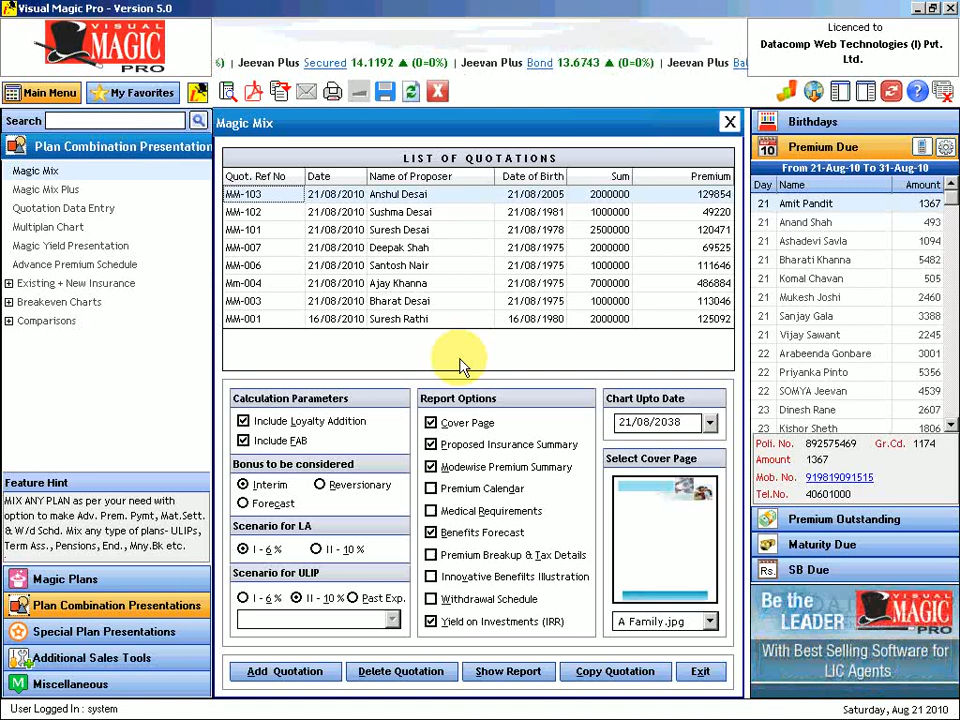 Visual Magic Pro - Version 5.0
VISUAL
MAGIC
PRO
%) | Jeevan Plus Secured 14.1192 ▲ (0=0%) | Jeevan Plus Bond 13.6743 ▲ (0=0%) | Jeevan Plus
Licenced to
Datacomp Web Technologies (I) Pvt.
Ltd.
Main Menu
My Favorites
Search
Plan Combination Presentation
Magic Mix
Magic Mix Plus
Quotation Data Entry
Multiplan Chart
Magic Yield Presentation
Advance Premium Schedule
Existing + New Insurance
Breakeven Charts
Comparisons
Feature Hint
MIX ANY PLAN as per your need with
option to make Adv. Prem. Pymt, Mat.Sett.
& W/d Schd. Mix any type of plans- ULIPs,
Term Ass., Pensions, End., Mny.Bk etc.
Magic Plans
Plan Combination Presentations
Special Plan Presentations
Additional Sales Tools
Miscellaneous
User Logged In : system
Magic Mix
X
LIST OF QUOTATIONS
Quot. Ref No Date Name of Proposer Date of Birth Sum Premium
MM-103 21/08/2010 Anshul Desai 21/08/2005 2000000 129854
MM-102 21/08/2010 Sushma Desai 21/08/1981 1000000 49220
MM-101 21/08/2010 Suresh Desai 21/08/1978 2500000 120471
MM-007 21/08/2010 Deepak Shah 21/08/1975 2000000 69525
MM-006 21/08/2010 Santosh Nair 21/08/1975 1000000 111646
Mm-004 21/08/2010 Ajay Khanna 21/08/1975 7000000 486884
MM-003 21/08/2010 Bharat Desai 21/08/1975 1000000 113046
MM-001 16/08/2010 Suresh Rathi 16/08/1980 2000000 125092
Calculation Parameters
Include Loyalty Addition
Include FAB
Bonus to be considered
Interim Reversionary
Forecast
Scenario for LA
I - 6 % II - 10 %
Scenario for ULIP
I - 6 % II - 10 % Past Exp.
Report Options
Cover Page
Proposed Insurance Summary
Modewise Premium Summary
Premium Calendar
Medical Requirements
Benefits Forecast
Premium Breakup & Tax Details
Innovative Benefits Illustration
Withdrawal Schedule
Yield on Investments (IRR)
Chart Upto Date
21/08/2038
Select Cover Page
A Family.jpg
Add Quotation
Delete Quotation
Show Report
Copy Quotation
Exit
Birthdays
Premium Due
From 21-Aug-10 To 31-Aug-10
Day Name Amount
21 Amit Pandit 1367
21 Anand Shah 493
21 Ashadevi Savla 1094
21 Bharati Khanna 5482
21 Komal Chavan 505
21 Mukesh Joshi 2460
21 Sanjay Gala 3388
21 Vijay Sawant 2245
22 Arabeenda Gonbare 3001
22 Priyanka Pinto 5356
22 SOMYA Jeevan 4539
23 Dinesh Rane 2607
23 Kishor Sheth 1806
Poli. No. 892575469 Gr.Cd. 1174
Amount 1367
Mob. No. 919819091515
Tel.No. 40601000
Premium Outstanding
Maturity Due
Rs. SB Due
Be the
LEADER
VISUAL
MAGIC
PRO
With Best Selling Software for
LIC Agents
Saturday, Aug 21 2010